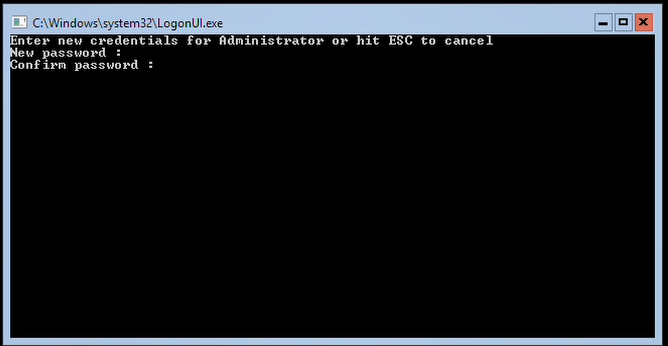 C:\Windows\system32\LogonUI.exe
Enter new credentials for Administrator or hit ESC to cancel
New password :
Confirm password :